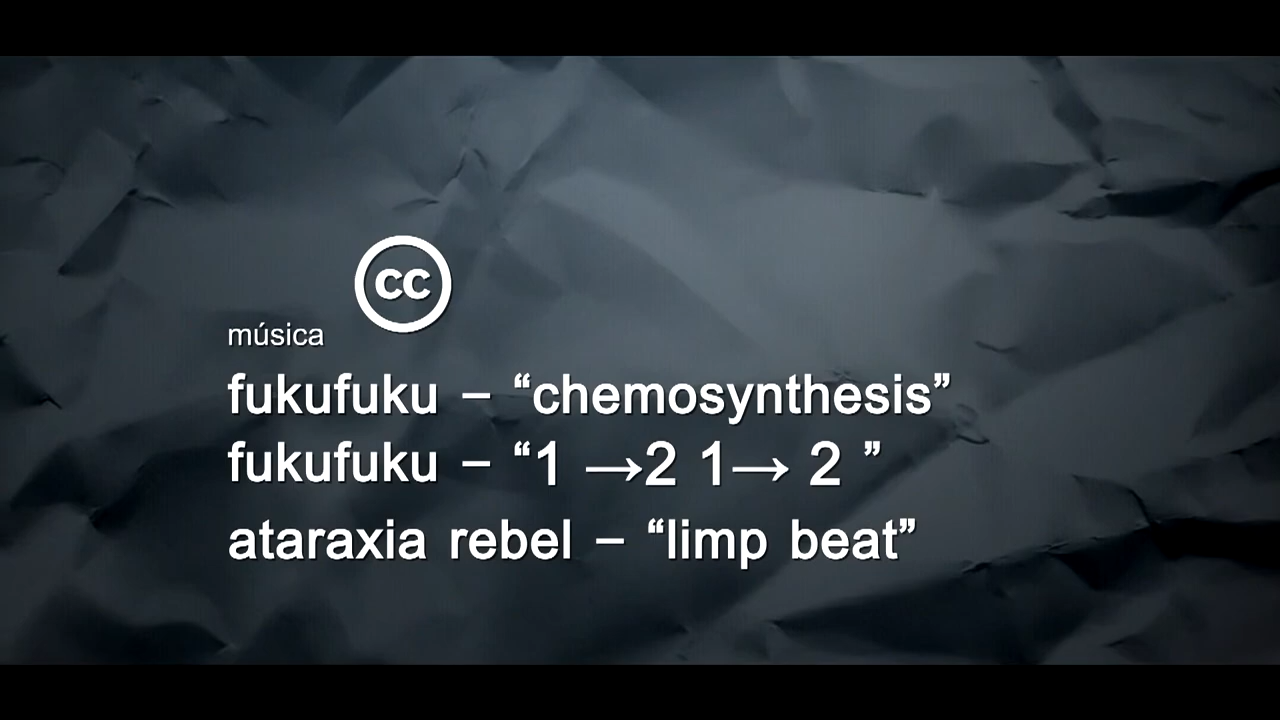 cc
música
fukufuku – “chemosynthesis”
fukufuku – “1 →2 1→ 2 ”
ataraxia rebel – “limp beat”